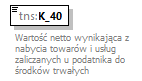 tns:K_40
Wartość netto wynikająca z
nabycia towarów i usług
zaliczanych u podatnika do
środków trwałych